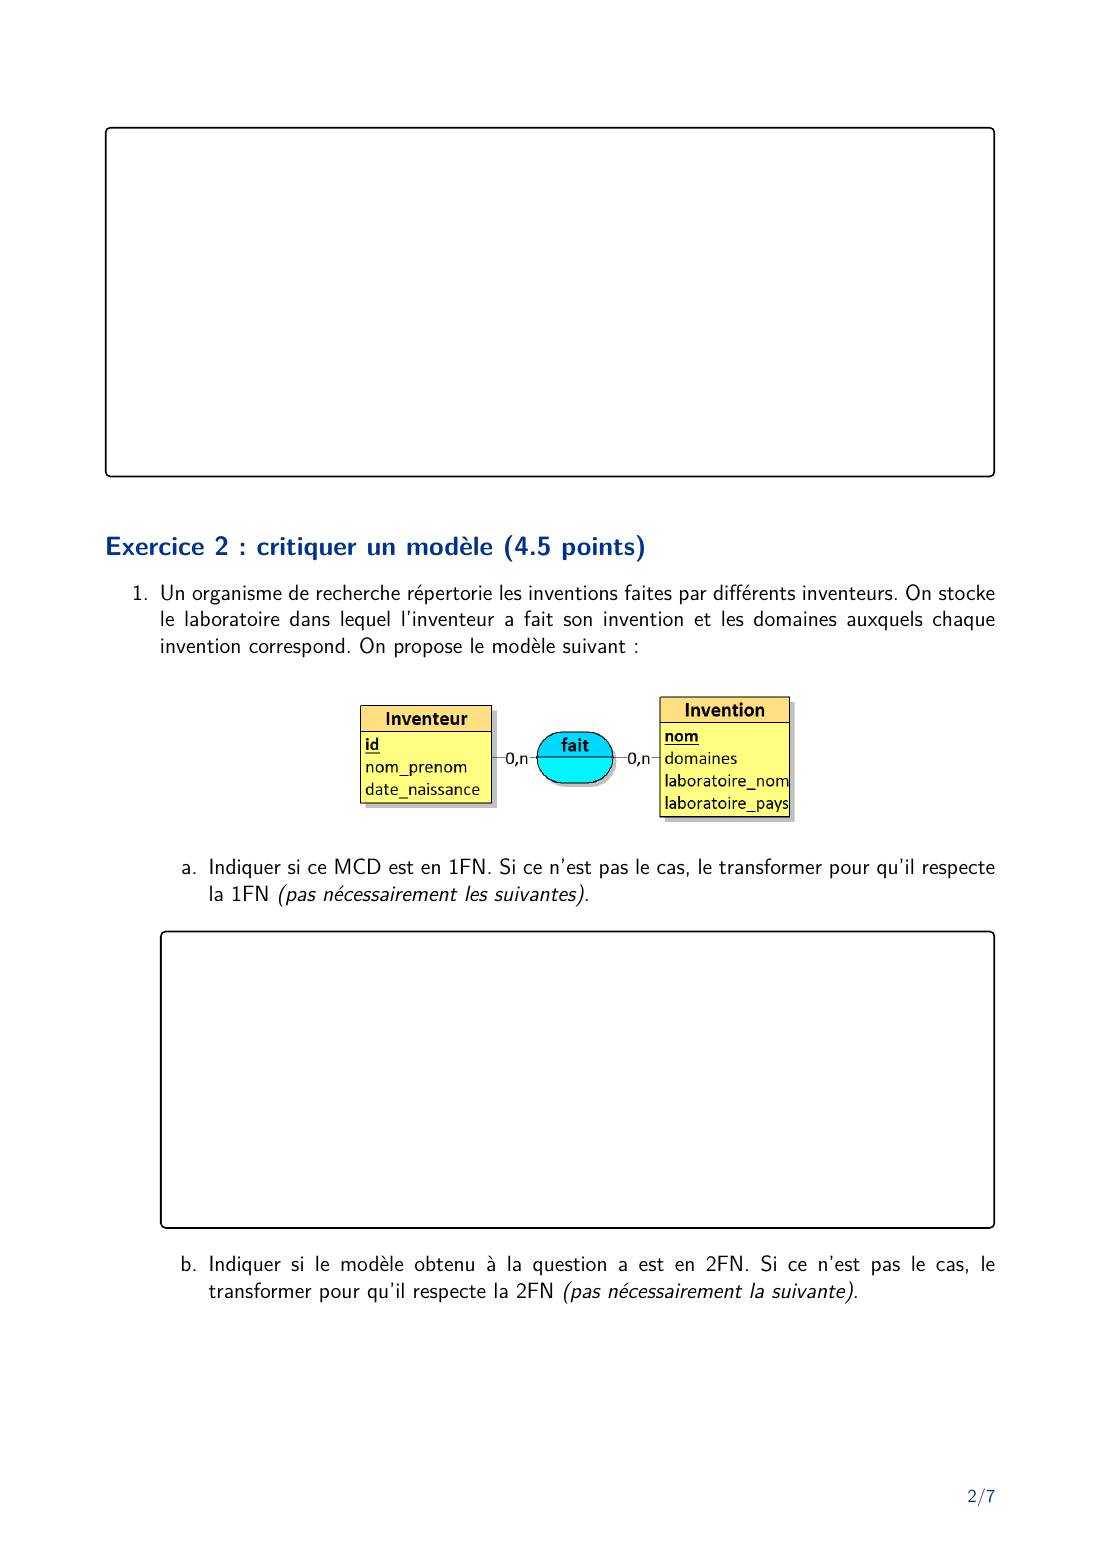 Exercice 2 : critiquer un modèle (4.5 points)
1. Un organisme de recherche répertorie les inventions faites par différents inventeurs. On stocke
le laboratoire dans lequel l'inventeur a fait son invention et les domaines auxquels chaque
invention correspond. On propose le modèle suivant :
Inventeur
id
nom_prenom
date_naissance
0,n
fait
0,n
Invention
nom
domaines
laboratoire_nom
laboratoire_pays
a. Indiquer si ce MCD est en 1FN. Si ce n'est pas le cas, le transformer pour qu'il respecte
la 1FN (pas nécessairement les suivantes).
b. Indiquer si le modèle obtenu à la question a est en 2FN. Si ce n'est pas le cas, le
transformer pour qu'il respecte la 2FN (pas nécessairement la suivante).
2/7